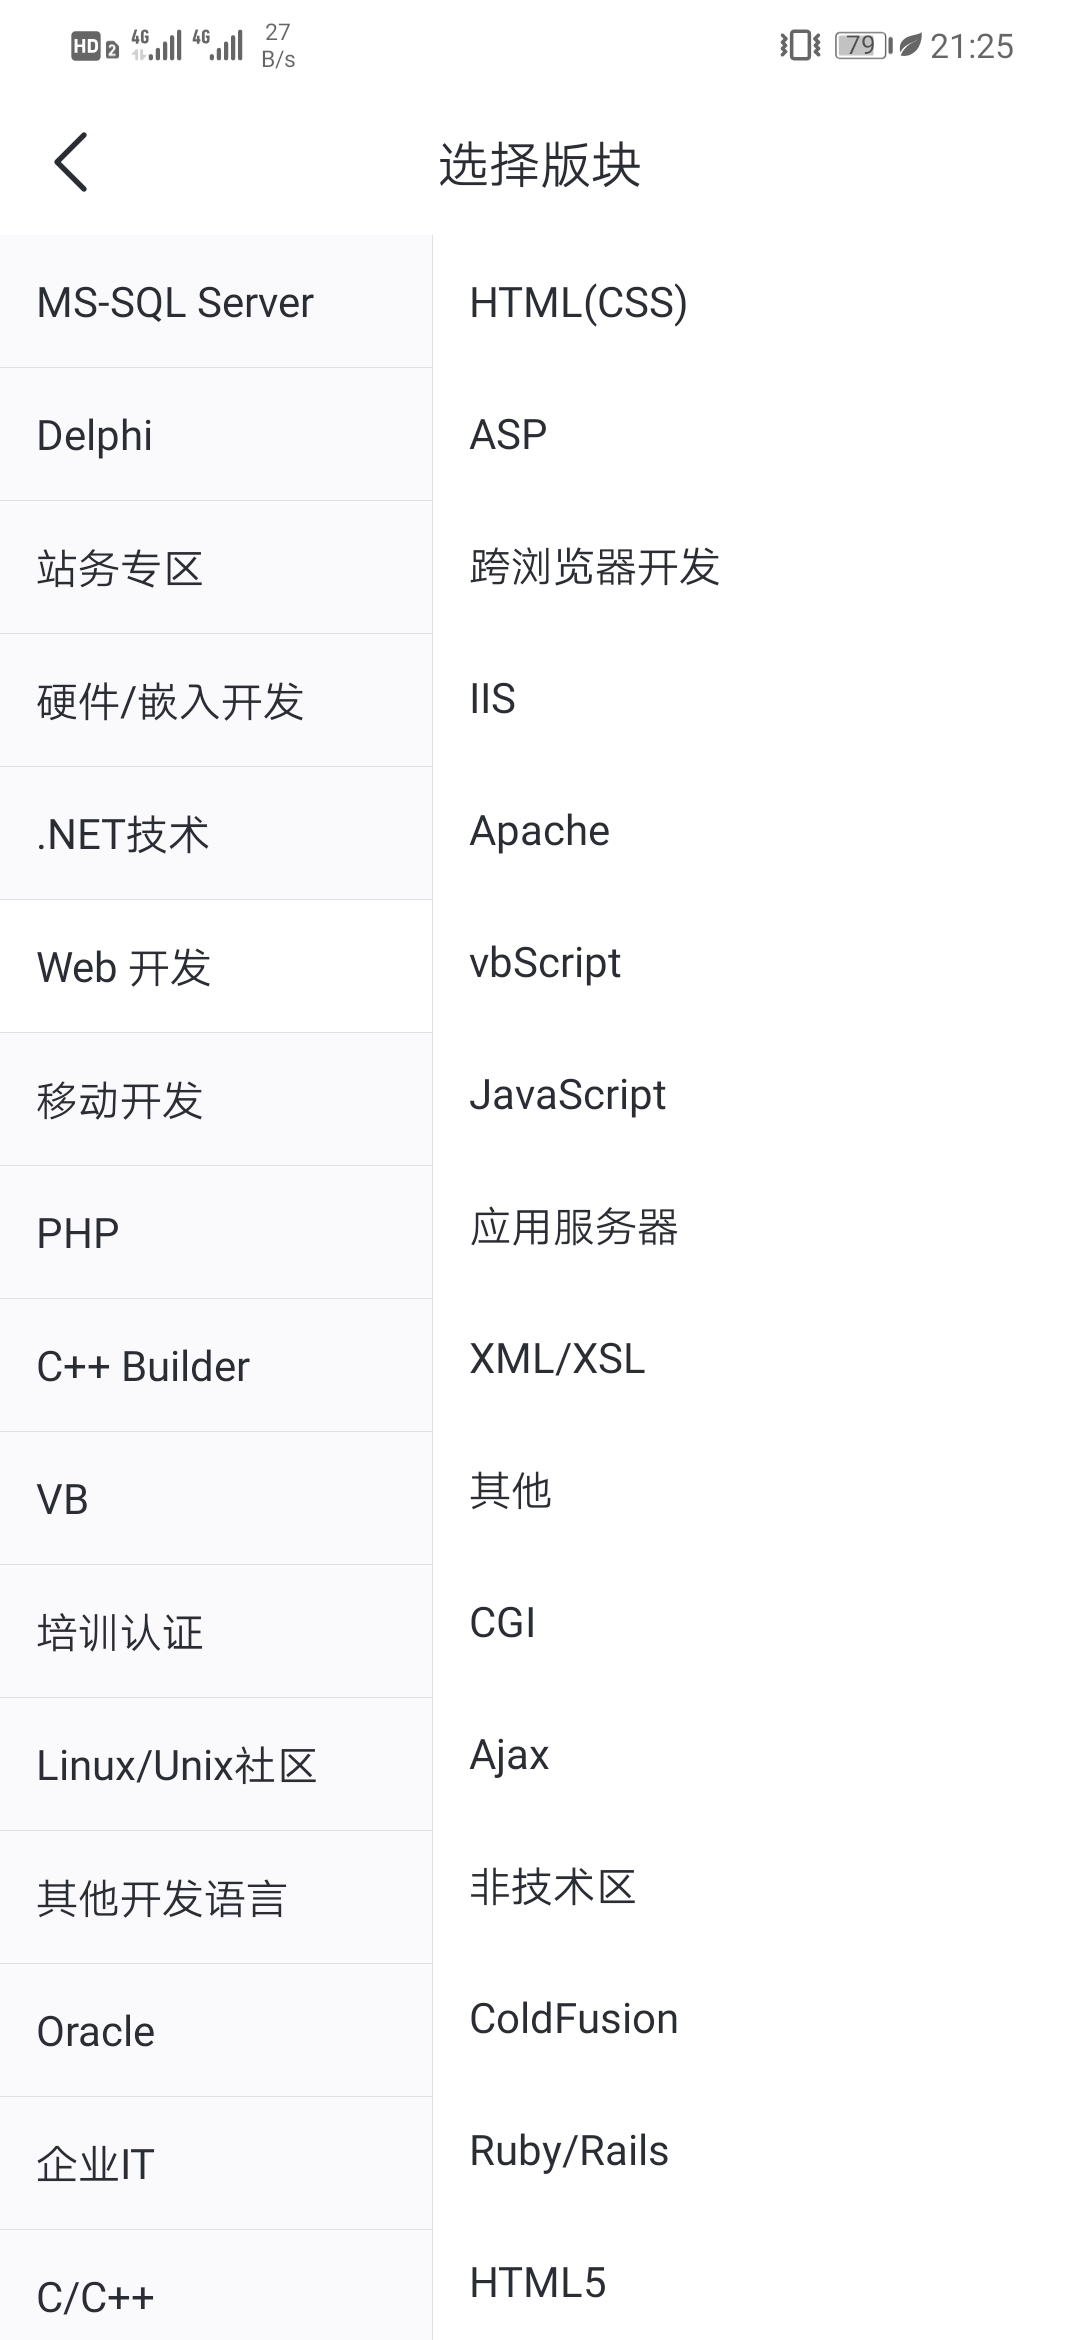 HD 2 4G 4G 27 B/s 79 21:25
选择版块
MS-SQL Server
Delphi
站务专区
硬件/嵌入开发
.NET技术
Web 开发
移动开发
PHP
C++ Builder
VB
培训认证
Linux/Unix社区
其他开发语言
Oracle
企业IT
C/C++
HTML(CSS)
ASP
跨浏览器开发
IIS
Apache
vbScript
JavaScript
应用服务器
XML/XSL
其他
CGI
Ajax
非技术区
ColdFusion
Ruby/Rails
HTML5